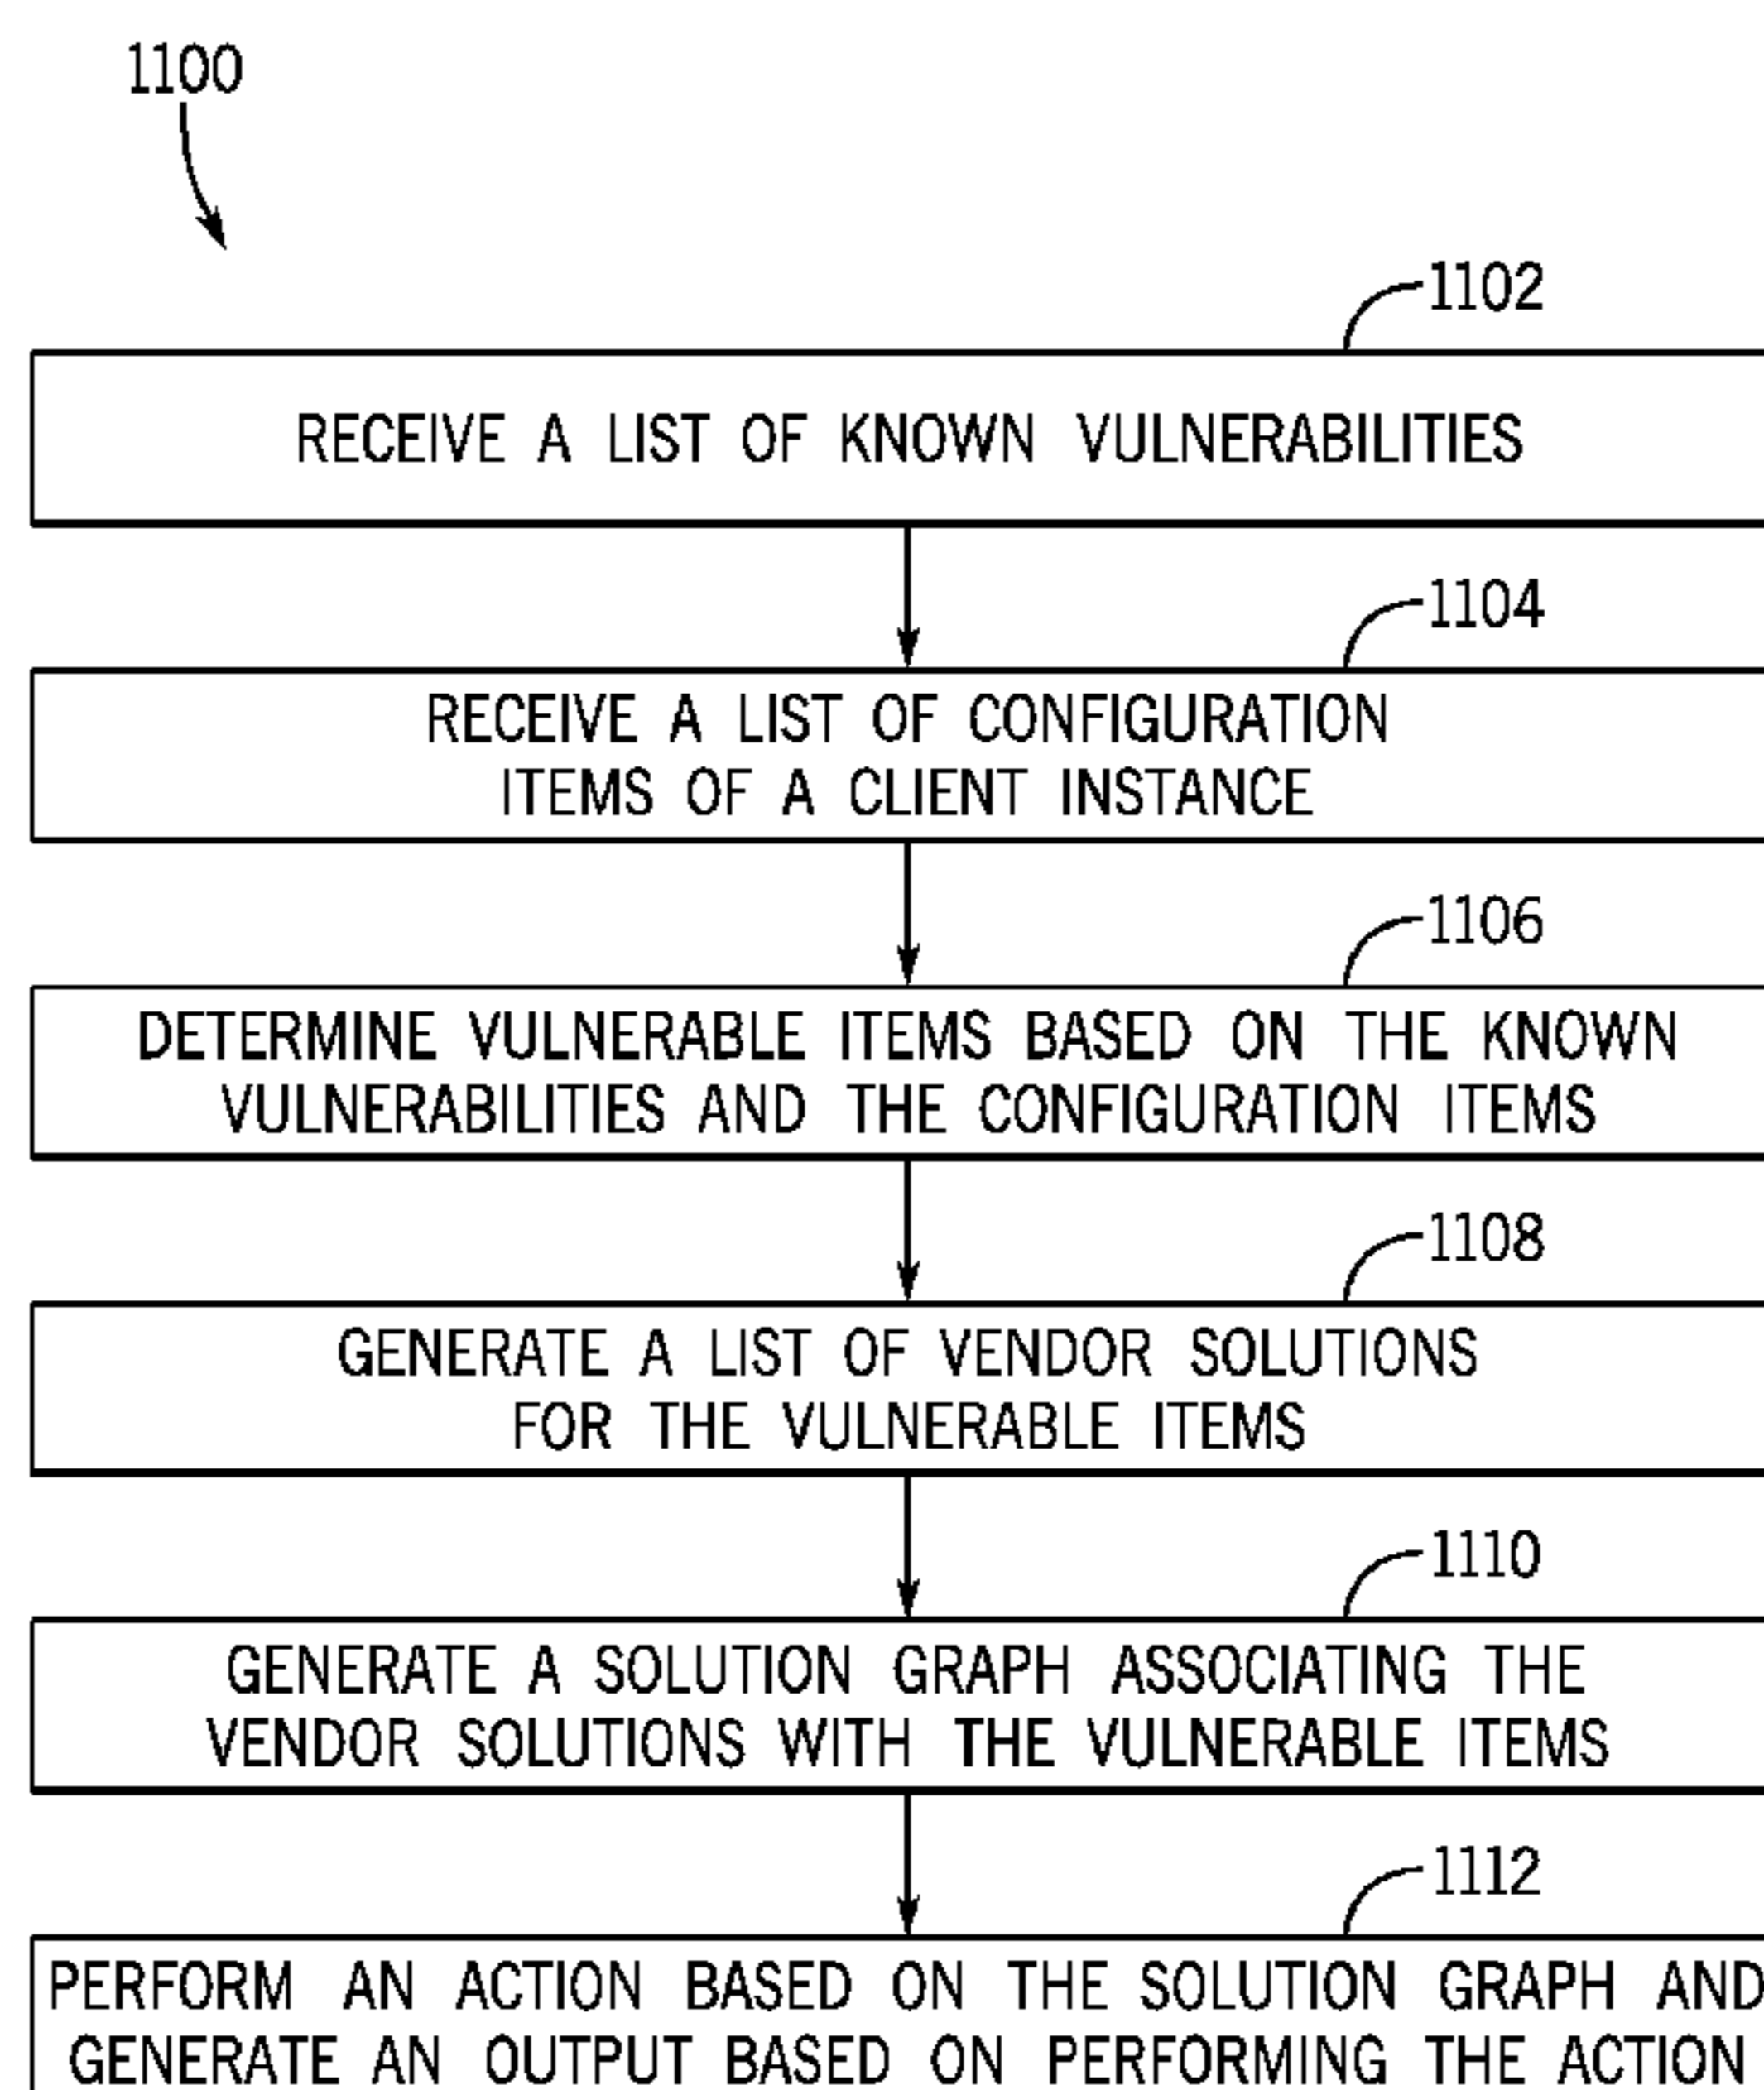 1100
1102
RECEIVE A LIST OF KNOWN VULNERABILITIES
1104
RECEIVE A LIST OF CONFIGURATION
ITEMS OF A CLIENT INSTANCE
1106
DETERMINE VULNERABLE ITEMS BASED ON THE KNOWN
VULNERABILITIES AND THE CONFIGURATION ITEMS
1108
GENERATE A LIST OF VENDOR SOLUTIONS
FOR THE VULNERABLE ITEMS
1110
GENERATE A SOLUTION GRAPH ASSOCIATING THE
VENDOR SOLUTIONS WITH THE VULNERABLE ITEMS
1112
PERFORM AN ACTION BASED ON THE SOLUTION GRAPH AND
GENERATE AN OUTPUT BASED ON PERFORMING THE ACTION